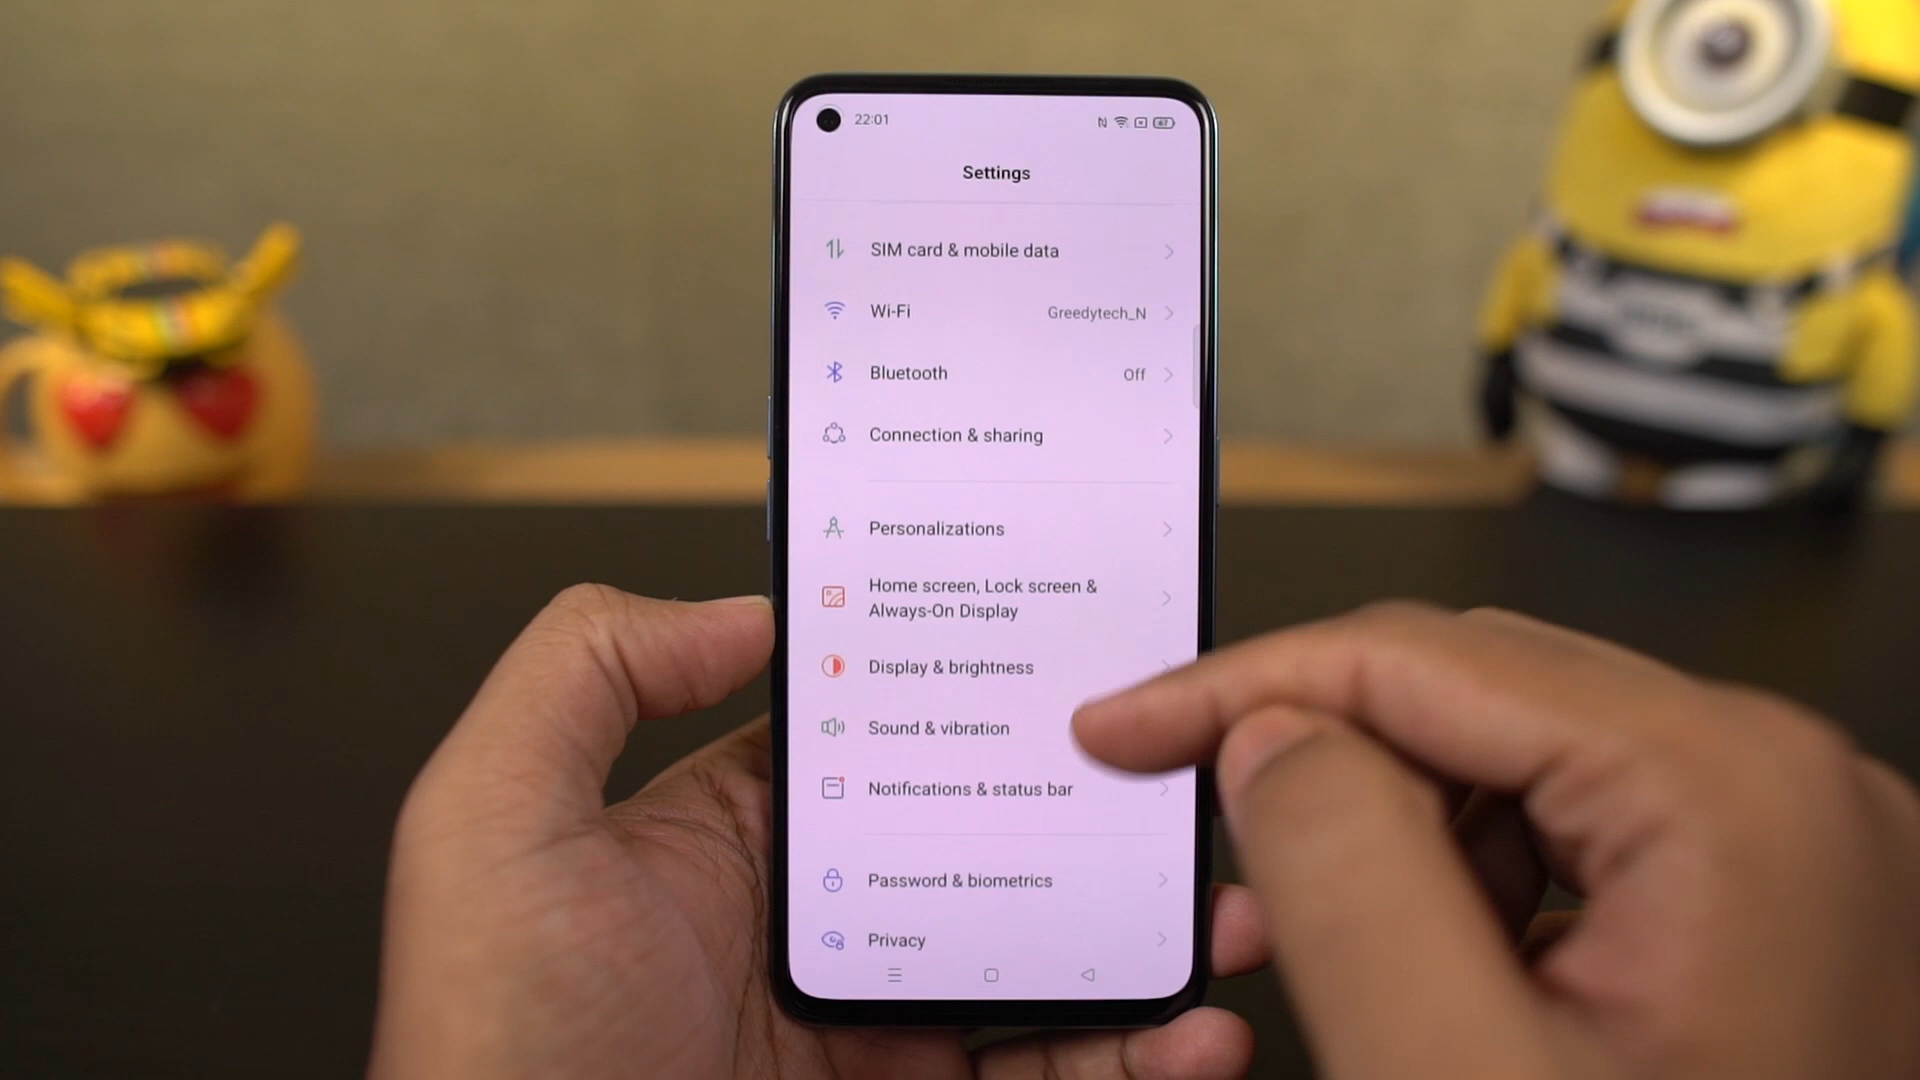 22:01
67
Settings
SIM card & mobile data
Wi-Fi Greedytech_N
Bluetooth Off
Connection & sharing
Personalizations
Home screen, Lock screen &
Always-On Display
Display & brightness
Sound & vibration
Notifications & status bar
Password & biometrics
Privacy